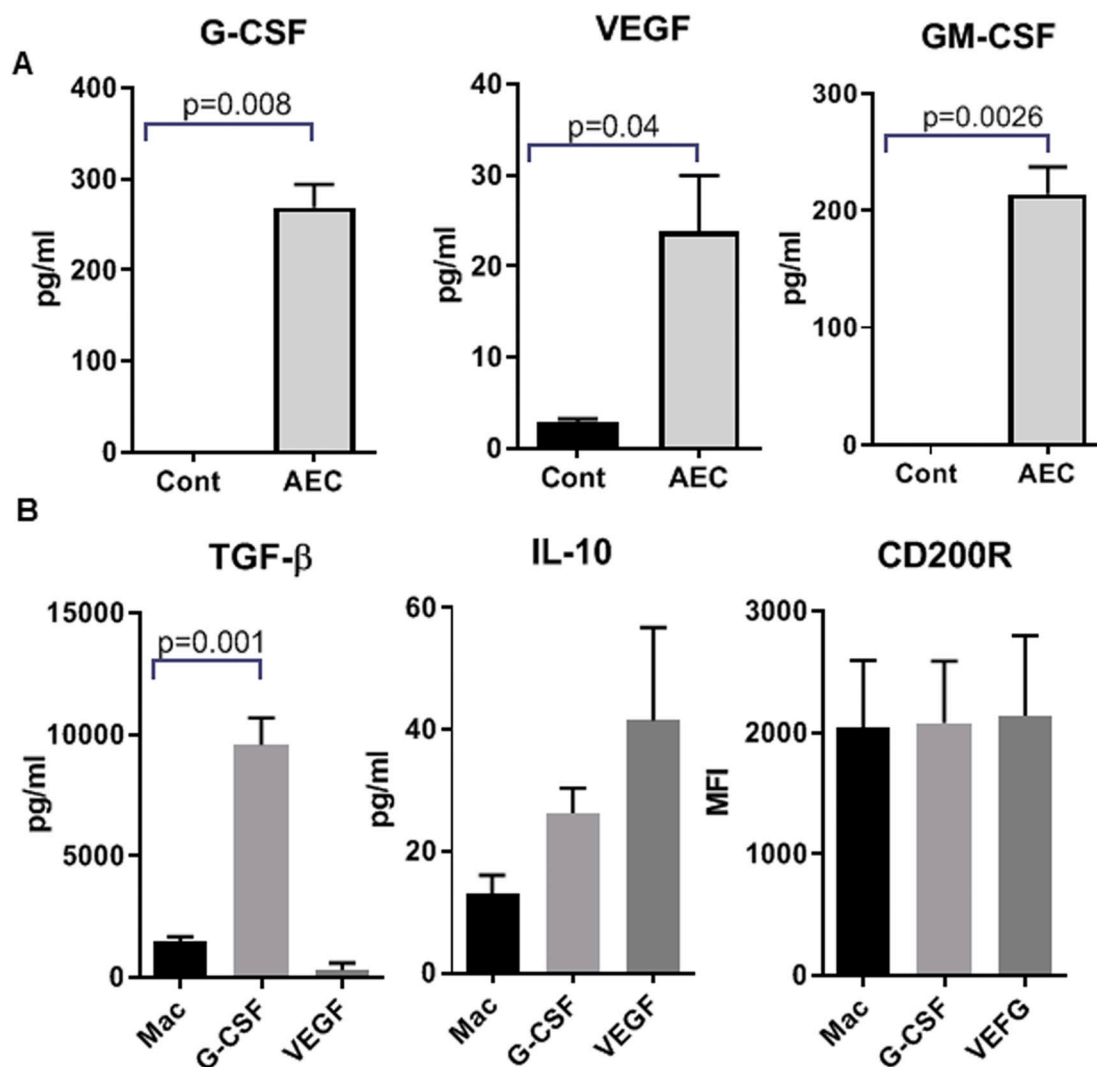 G-CSF
VEGF
GM-CSF
A
400
300
200
100
0
pg/ml
p=0.008
Cont
AEC
40
30
20
10
0
pg/ml
p=0.04
Cont
AEC
300
200
100
0
pg/ml
p=0.0026
Cont
AEC
B
TGF-β
IL-10
CD200R
15000
10000
5000
0
pg/ml
p=0.001
Mac
G-CSF
VEGF
60
40
20
0
pg/ml
Mac
G-CSF
VEGF
3000
2000
1000
0
MFI
Mac
G-CSF
VEFG